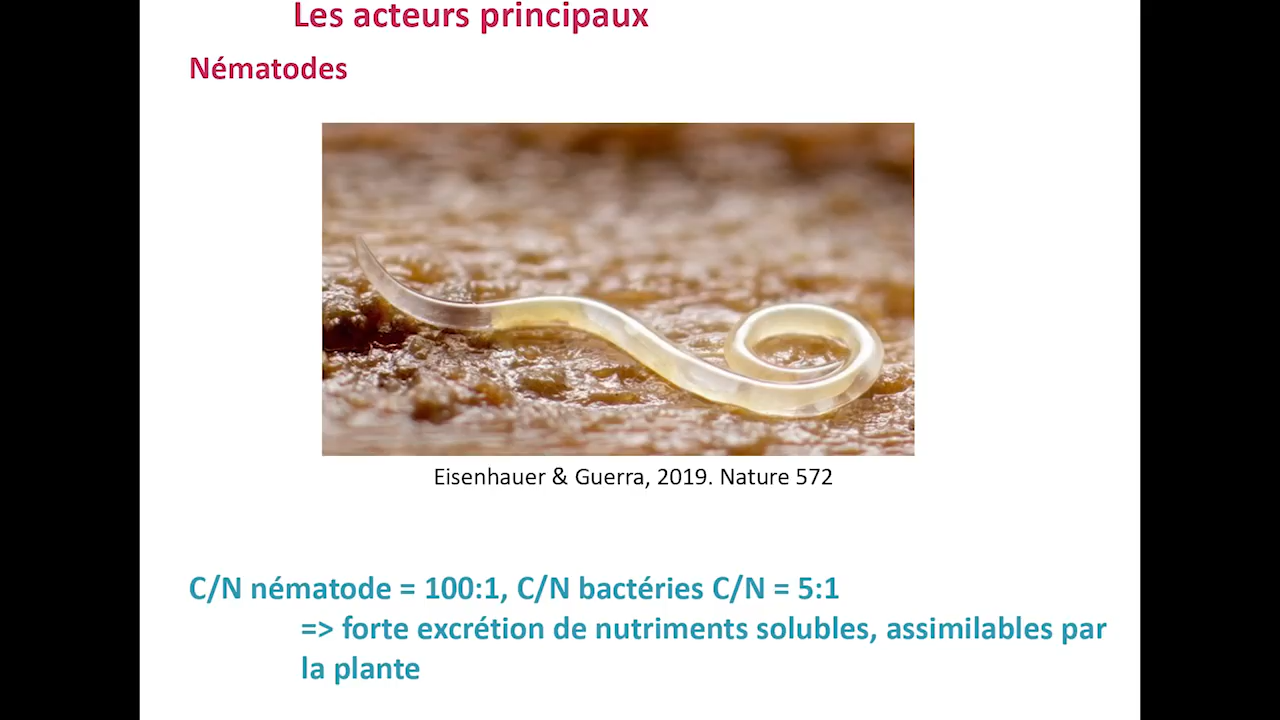 Les acteurs principaux
Nématodes
Eisenhauer & Guerra, 2019. Nature 572
C/N nématode = 100:1, C/N bactéries C/N = 5:1
=> forte excrétion de nutriments solubles, assimilables par
la plante